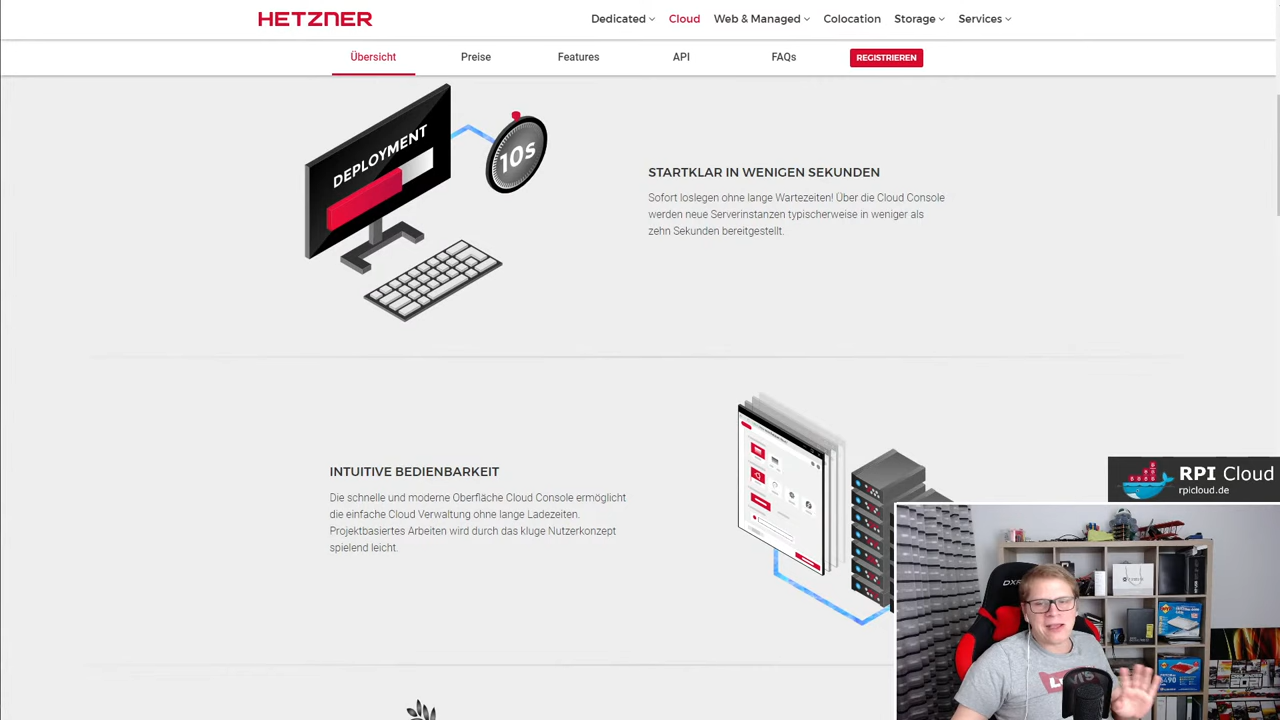 HETZNER
Dedicated Cloud Web & Managed Colocation Storage Services
Übersicht Preise Features API FAQs REGISTRIEREN
DEPLOYMENT
10s
STARTKLAR IN WENIGEN SEKUNDEN
Sofort loslegen ohne lange Wartezeiten! Über die Cloud Console
werden neue Serverinstanzen typischerweise in weniger als
zehn Sekunden bereitgestellt.
INTUITIVE BEDIENBARKEIT
Die schnelle und moderne Oberfläche Cloud Console ermöglicht
die einfache Cloud Verwaltung ohne lange Ladezeiten.
Projektbasiertes Arbeiten wird durch das kluge Nutzerkonzept
spielend leicht.
RPI Cloud
rpicloud.de